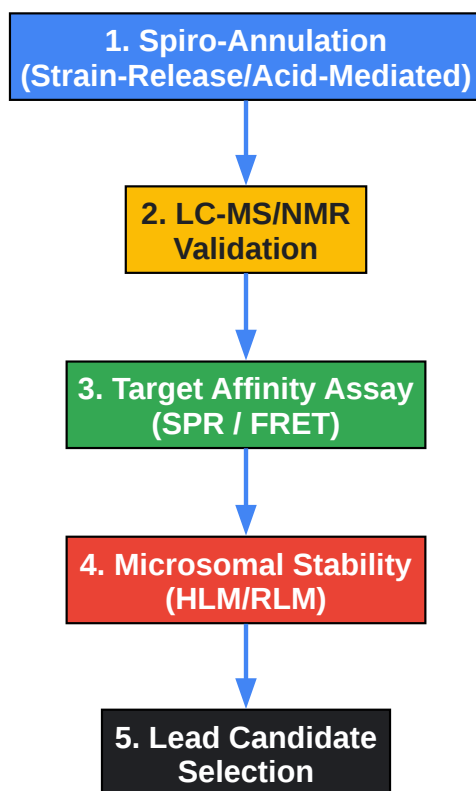 1. Spiro-Annulation
(Strain-Release/Acid-Mediated)
2. LC-MS/NMR
Validation
3. Target Affinity Assay
(SPR / FRET)
4. Microsomal Stability
(HLM/RLM)
5. Lead Candidate
Selection